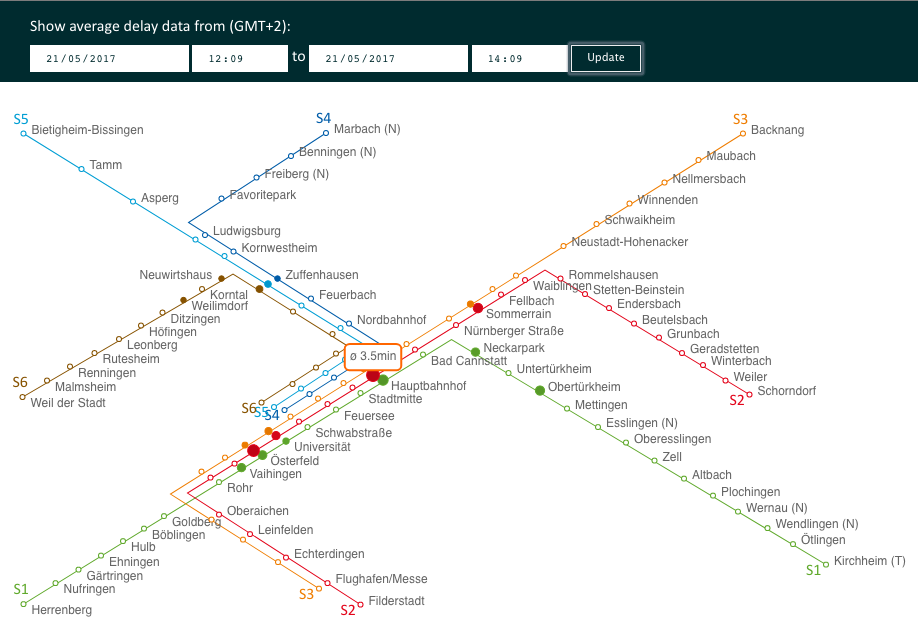 Show average delay data from (GMT+2):
21/05/2017 12:09 to 21/05/2017 14:09 Update
S5
Bietigheim-Bissingen
Tamm
Asperg
S4
Marbach (N)
Benningen (N)
Freiberg (N)
Favoritepark
Ludwigsburg
Kornwestheim
Zuffenhausen
Feuerbach
Nordbahnhof
Neuwirtshaus
Korntal
Weilimdorf
Ditzingen
Höfingen
Leonberg
Rutesheim
Renningen
Malmsheim
S6
Weil der Stadt
S3
Backnang
Maubach
Nellmersbach
Winnenden
Schwaikheim
Neustadt-Hohenacker
Waiblingen
Fellbach
Sommerrain
Nürnberger Straße
Bad Cannstatt
Rommelshausen
Stetten-Beinstein
Endersbach
Beutelsbach
Grunbach
Geradstetten
Winterbach
Weiler
Schorndorf
S2
Neckarpark
Untertürkheim
Obertürkheim
Mettingen
Esslingen (N)
Oberesslingen
Zell
Altbach
Plochingen
Wernau (N)
Wendlingen (N)
Ötlingen
Kirchheim (T)
S1
ø 3.5min
Hauptbahnhof
Stadtmitte
Feuersee
Schwabstraße
S6
S5
S4
Universität
Österfeld
Vaihingen
Rohr
Oberaichen
Leinfelden
Echterdingen
Flughafen/Messe
Filderstadt
S3
S2
Goldberg
Böblingen
Hulb
Ehningen
Gärtringen
Nufringen
S1
Herrenberg